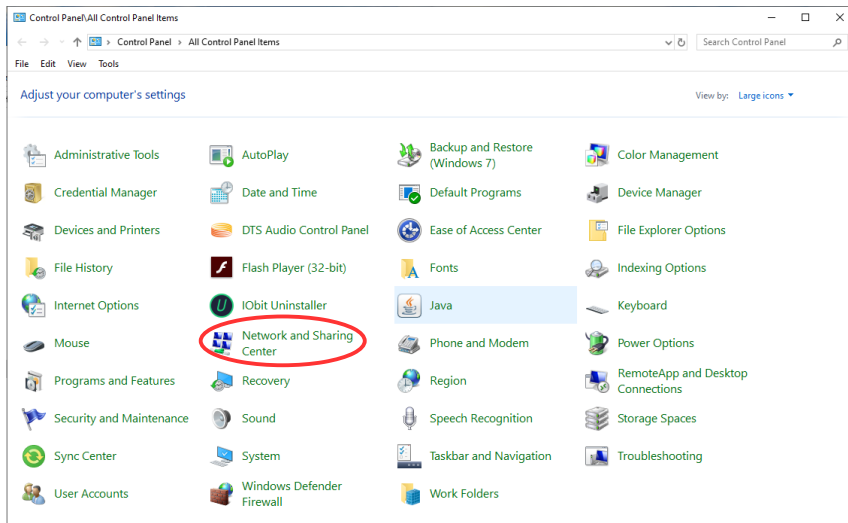 Control Panel\All Control Panel Items
Control Panel > All Control Panel Items
Search Control Panel
File Edit View Tools
Adjust your computer's settings
View by: Large icons
Administrative Tools
AutoPlay
Backup and Restore
(Windows 7)
Color Management
Credential Manager
Date and Time
Default Programs
Device Manager
Devices and Printers
DTS Audio Control Panel
Ease of Access Center
File Explorer Options
File History
Flash Player (32-bit)
Fonts
Indexing Options
Internet Options
IObit Uninstaller
Java
Keyboard
Mouse
Network and Sharing
Center
Phone and Modem
Power Options
Programs and Features
Recovery
Region
RemoteApp and Desktop
Connections
Security and Maintenance
Sound
Speech Recognition
Storage Spaces
Sync Center
System
Taskbar and Navigation
Troubleshooting
User Accounts
Windows Defender
Firewall
Work Folders